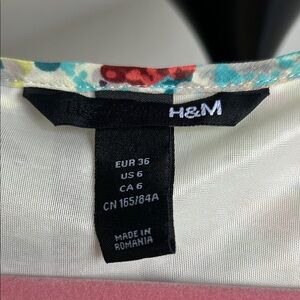 H&M
EUR 36
US 6
CA 6
CN 165/84A
MADE IN
ROMANIA